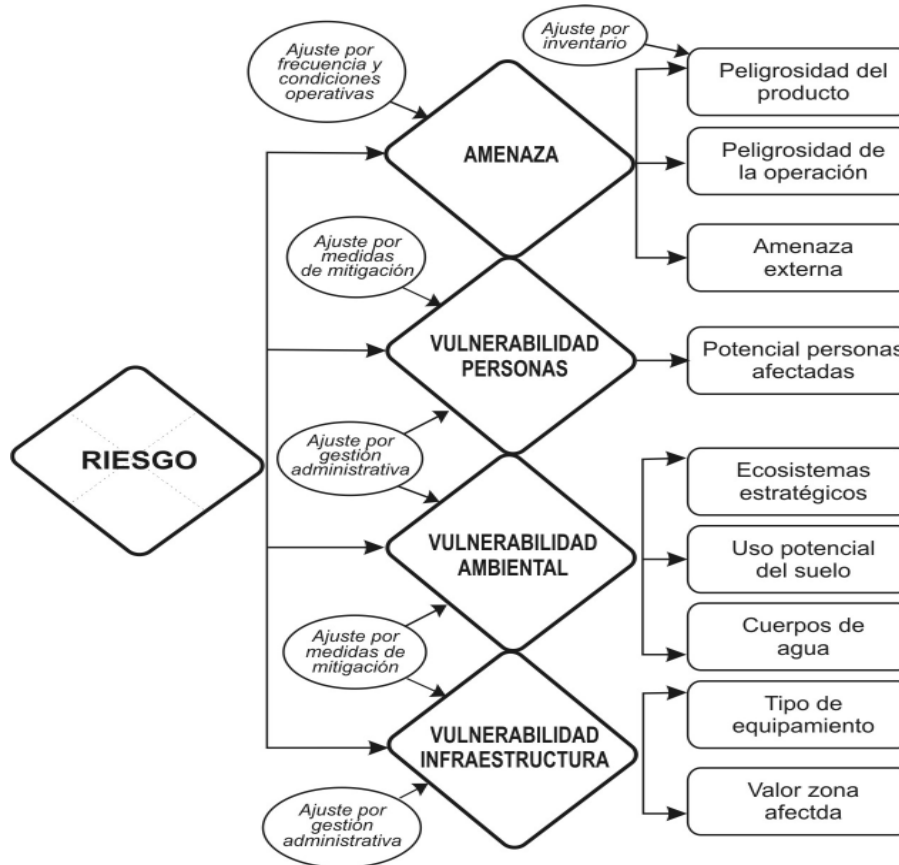 Ajuste por
frecuencia y
condiciones
operativas
Ajuste por
inventario
Peligrosidad del
producto
AMENAZA
Peligrosidad de
la operación
Amenaza
externa
Ajuste por
medidas
de mitigación
VULNERABILIDAD
PERSONAS
Potencial personas
afectadas
RIESGO
Ajuste por
gestión
administrativa
Ecosistemas
estratégicos
VULNERABILIDAD
AMBIENTAL
Uso potencial
del suelo
Cuerpos de
agua
Ajuste por
medidas de
mitigación
Tipo de
equipamiento
VULNERABILIDAD
INFRAESTRUCTURA
Valor zona
afectda
Ajuste por
gestión
administrativa